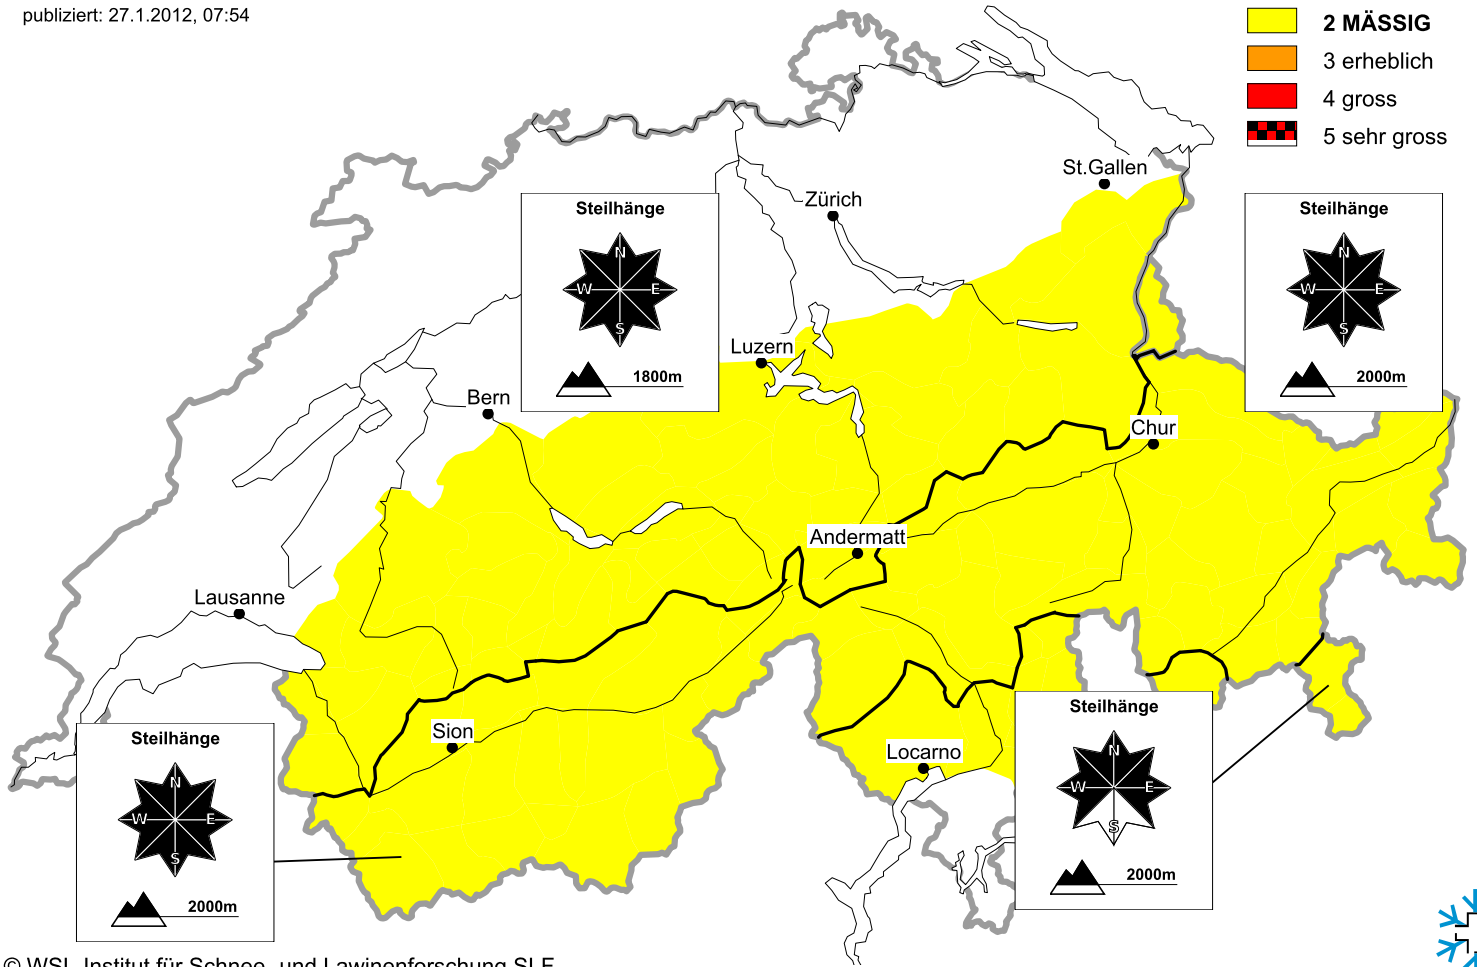 publiziert: 27.1.2012, 07:54
2 MÄSSIG
3 erheblich
4 gross
5 sehr gross
St.Gallen
Zürich
Steilhänge
N
W E
S
1800m
Steilhänge
N
W E
S
2000m
Luzern
Bern
Chur
Andermatt
Lausanne
Sion
Locarno
Steilhänge
N
W E
S
2000m
Steilhänge
N
W E
S
2000m
© WSL-Institut für Schnee- und Lawinenforschung SLF